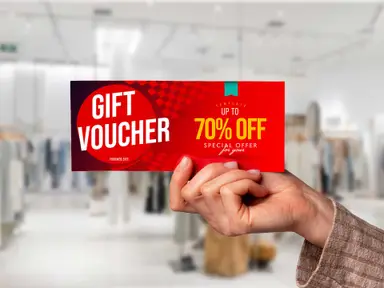 GIFT
VOUCHER
UP TO
70% OFF
SPECIAL OFFER
for you